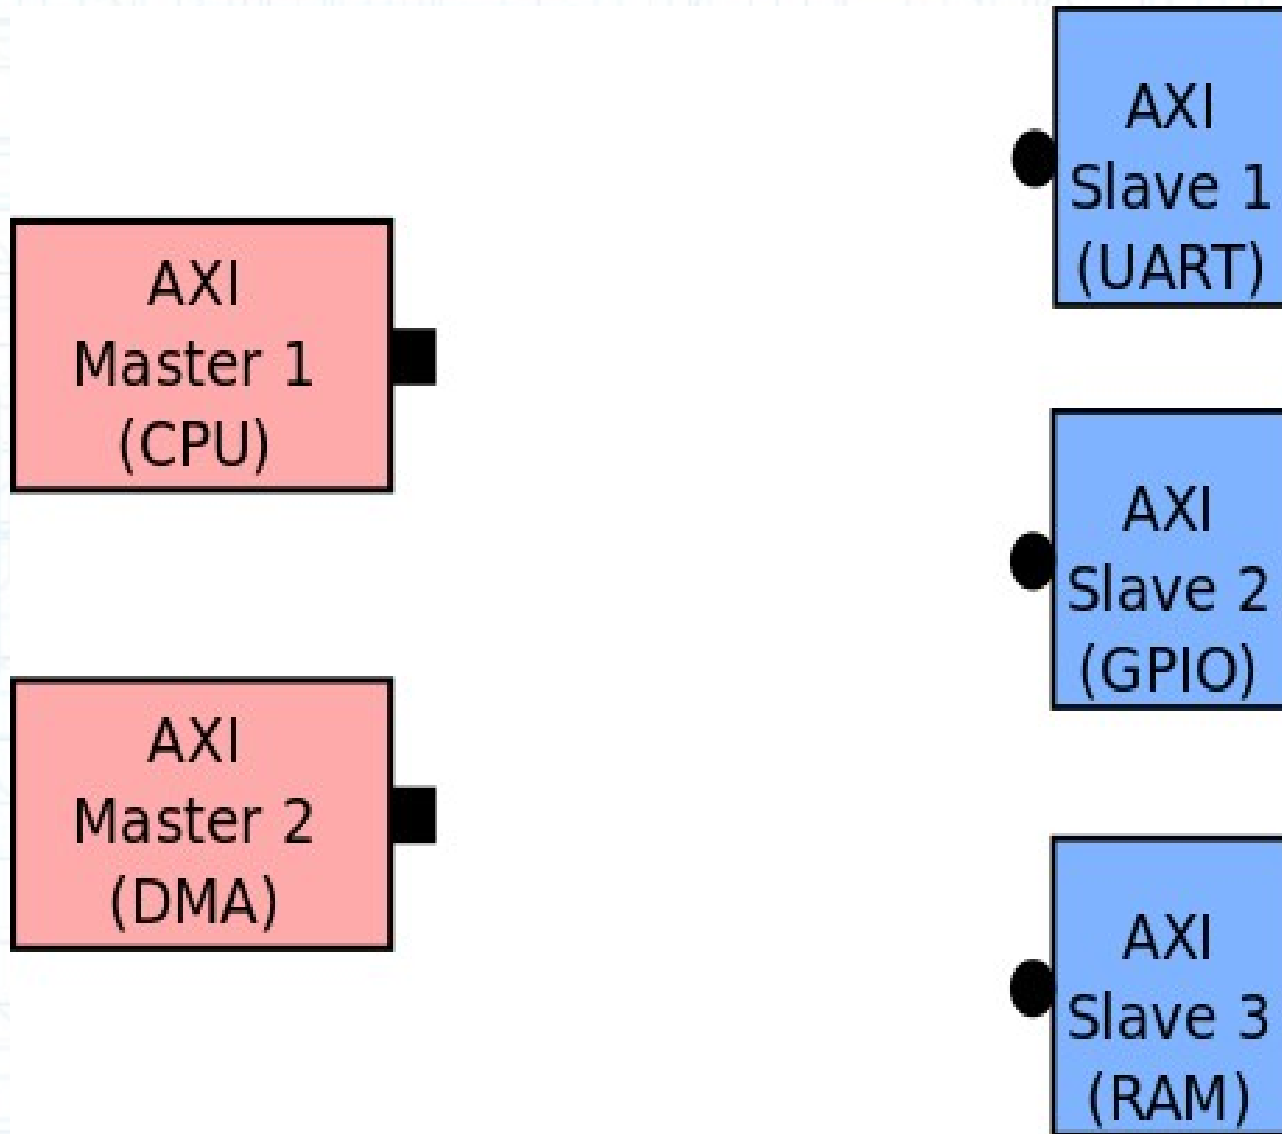 AXI
Master 1
(CPU)
AXI
Master 2
(DMA)
AXI
Slave 1
(UART)
AXI
Slave 2
(GPIO)
AXI
Slave 3
(RAM)